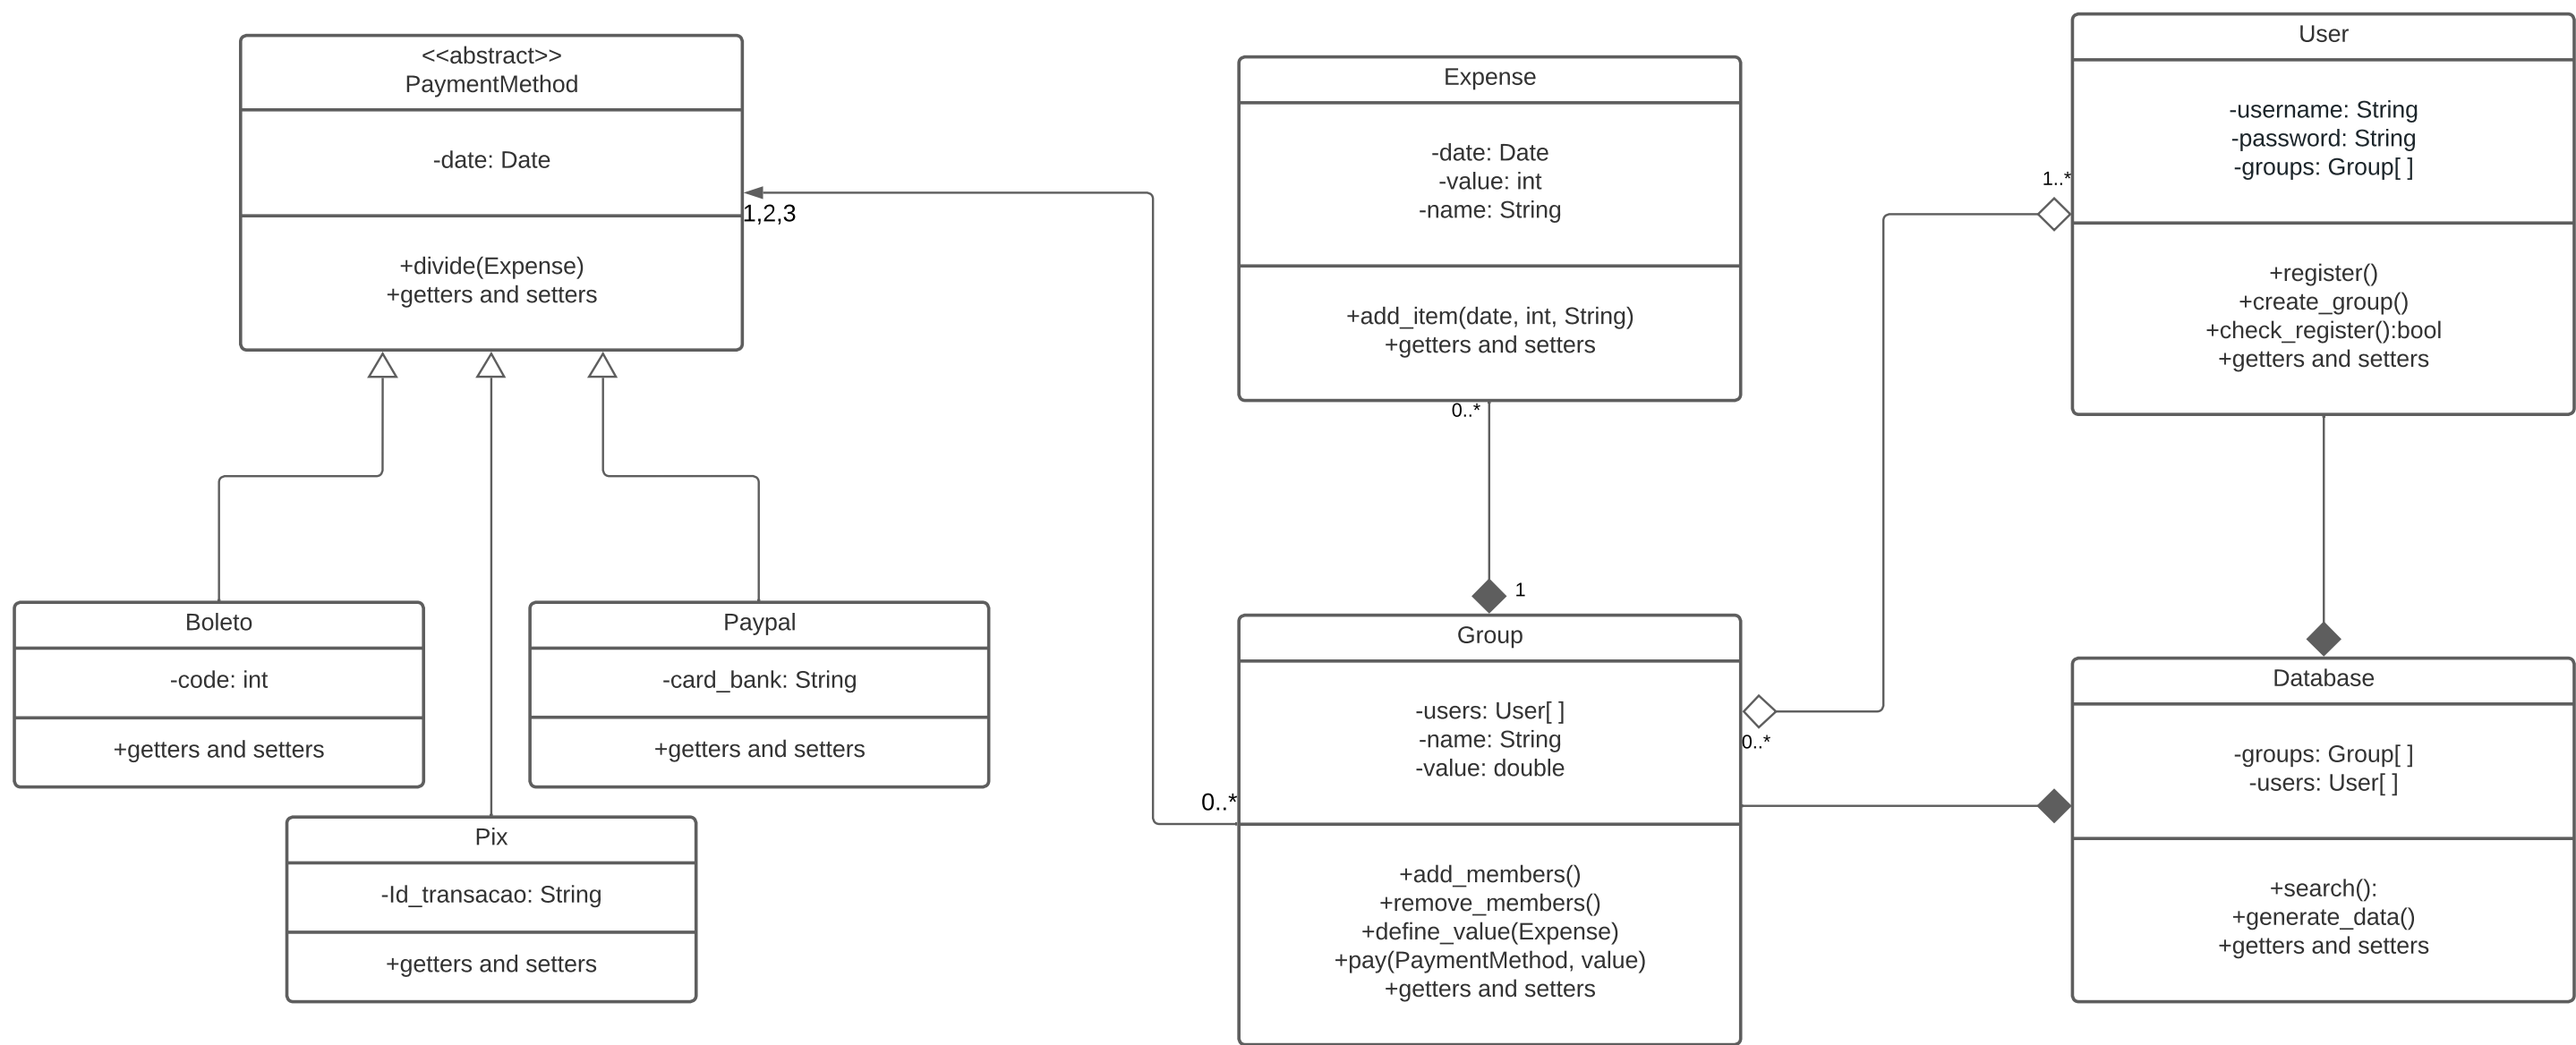 <<abstract>>
PaymentMethod
-date: Date
+divide(Expense)
+getters and setters
1,2,3
Expense
-date: Date
-value: int
-name: String
+add_item(date, int, String)
+getters and setters
0..*
1
User
-username: String
-password: String
-groups: Group[ ]
+register()
+create_group()
+check_register():bool
+getters and setters
1..*
Boleto
-code: int
+getters and setters
Paypal
-card_bank: String
+getters and setters
Pix
-Id_transacao: String
+getters and setters
Group
-users: User[ ]
-name: String
-value: double
+add_members()
+remove_members()
+define_value(Expense)
+pay(PaymentMethod, value)
+getters and setters
0..*
0..*
Database
-groups: Group[ ]
-users: User[ ]
+search():
+generate_data()
+getters and setters